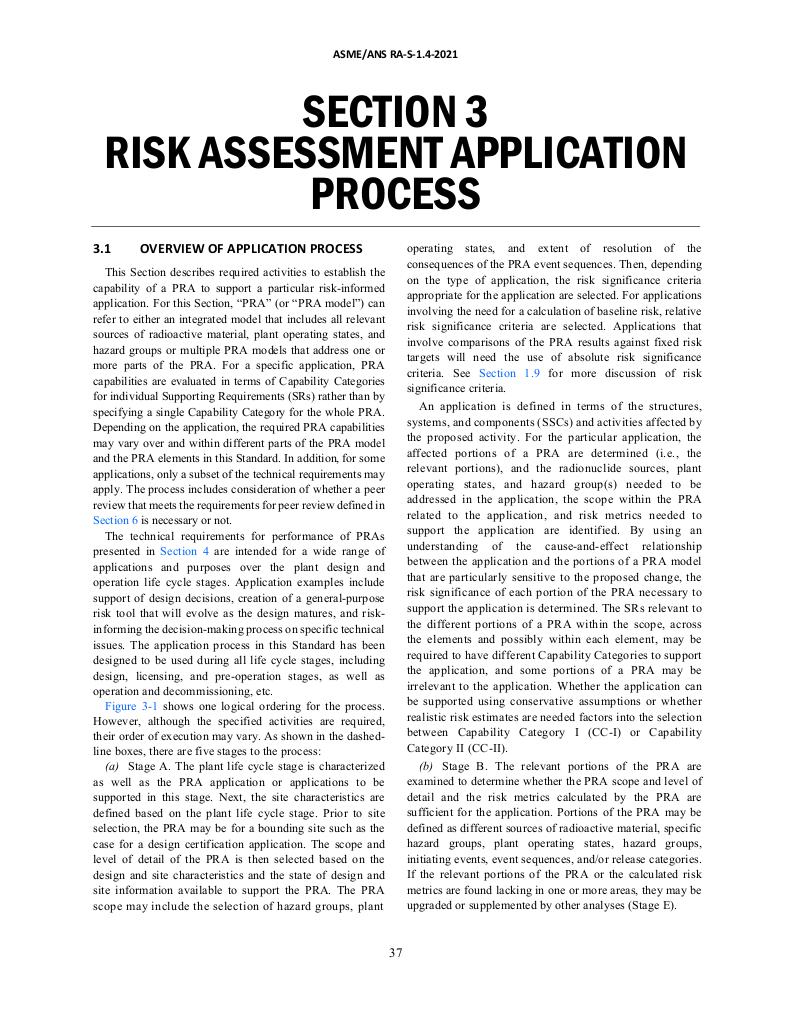 ASME/ANS RA-S-1.4-2021
SECTION 3
RISK ASSESSMENT APPLICATION
PROCESS
3.1 OVERVIEW OF APPLICATION PROCESS
This Section describes required activities to establish the
capability of a PRA to support a particular risk-informed
application. For this Section, “PRA” (or “PRA model”) can
refer to either an integrated model that includes all relevant
sources of radioactive material, plant operating states, and
hazard groups or multiple PRA models that address one or
more parts of the PRA. For a specific application, PRA
capabilities are evaluated in terms of Capability Categories
for individual Supporting Requirements (SRs) rather than by
specifying a single Capability Category for the whole PRA.
Depending on the application, the required PRA capabilities
may vary over and within different parts of the PRA model
and the PRA elements in this Standard. In addition, for some
applications, only a subset of the technical requirements may
apply. The process includes consideration of whether a peer
review that meets the requirements for peer review defined in
Section 6 is necessary or not.
The technical requirements for performance of PRAs
presented in Section 4 are intended for a wide range of
applications and purposes over the plant design and
operation life cycle stages. Application examples include
support of design decisions, creation of a general-purpose
risk tool that will evolve as the design matures, and risk-
informing the decision-making process on specific technical
issues. The application process in this Standard has been
designed to be used during all life cycle stages, including
design, licensing, and pre-operation stages, as well as
operation and decommissioning, etc.
Figure 3-1 shows one logical ordering for the process.
However, although the specified activities are required,
their order of execution may vary. As shown in the dashed-
line boxes, there are five stages to the process:
(a) Stage A. The plant life cycle stage is characterized
as well as the PRA application or applications to be
supported in this stage. Next, the site characteristics are
defined based on the plant life cycle stage. Prior to site
selection, the PRA may be for a bounding site such as the
case for a design certification application. The scope and
level of detail of the PRA is then selected based on the
design and site characteristics and the state of design and
site information available to support the PRA. The PRA
scope may include the selection of hazard groups, plant
operating states, and extent of resolution of the
consequences of the PRA event sequences. Then, depending
on the type of application, the risk significance criteria
appropriate for the application are selected. For applications
involving the need for a calculation of baseline risk, relative
risk significance criteria are selected. Applications that
involve comparisons of the PRA results against fixed risk
targets will need the use of absolute risk significance
criteria. See Section 1.9 for more discussion of risk
significance criteria.
An application is defined in terms of the structures,
systems, and components (SSCs) and activities affected by
the proposed activity. For the particular application, the
affected portions of a PRA are determined (i.e., the
relevant portions), and the radionuclide sources, plant
operating states, and hazard group(s) needed to be
addressed in the application, the scope within the PRA
related to the application, and risk metrics needed to
support the application are identified. By using an
understanding of the cause-and-effect relationship
between the application and the portions of a PRA model
that are particularly sensitive to the proposed change, the
risk significance of each portion of the PRA necessary to
support the application is determined. The SRs relevant to
the different portions of a PRA within the scope, across
the elements and possibly within each element, may be
required to have different Capability Categories to support
the application, and some portions of a PRA may be
irrelevant to the application. Whether the application can
be supported using conservative assumptions or whether
realistic risk estimates are needed factors into the selection
between Capability Category I (CC-I) or Capability
Category II (CC-II).
(b) Stage B. The relevant portions of the PRA are
examined to determine whether the PRA scope and level of
detail and the risk metrics calculated by the PRA are
sufficient for the application. Portions of the PRA may be
defined as different sources of radioactive material, specific
hazard groups, plant operating states, hazard groups,
initiating events, event sequences, and/or release categories.
If the relevant portions of the PRA or the calculated risk
metrics are found lacking in one or more areas, they may be
upgraded or supplemented by other analyses (Stage E).
37